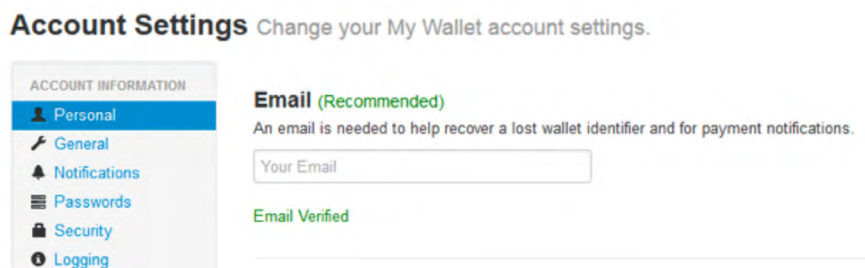 Account Settings Change your My Wallet account settings.
ACCOUNT INFORMATION
Personal
General
Notifications
Passwords
Security
Logging
Email (Recommended)
An email is needed to help recover a lost wallet identifier and for payment notifications.
Your Email
Email Verified